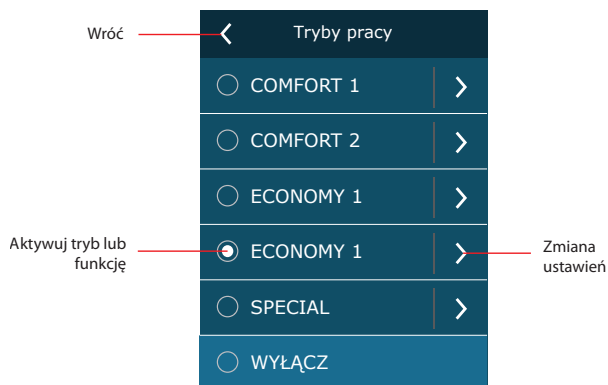 Wróć
Tryby pracy
COMFORT 1
COMFORT 2
ECONOMY 1
Aktywuj tryb lub
funkcję
ECONOMY 1
Zmiana
ustawień
SPECIAL
WYŁĄCZ